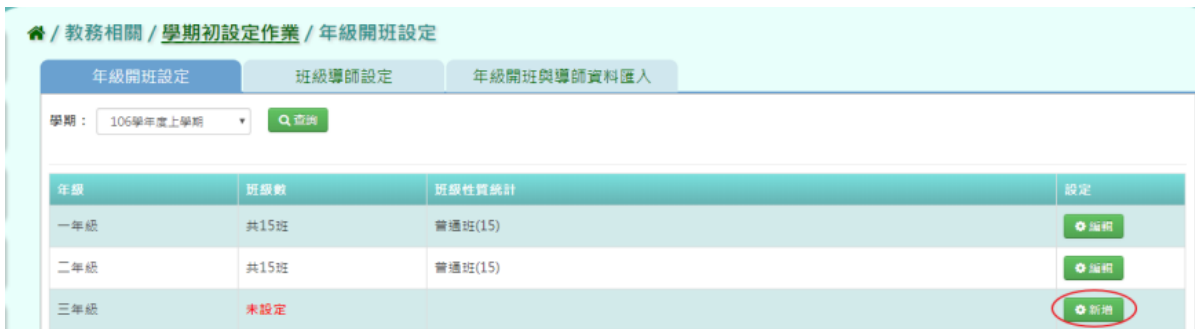 / 教務相關 / 學期初設定作業 / 年級開班設定
年級開班設定 班級導師設定 年級開班與導師資料匯入
學期： 106學年度上學期 查詢
年級 班級數 班級性質統計 設定
一年級 共15班 普通班(15) 編輯
二年級 共15班 普通班(15) 編輯
三年級 未設定 新增